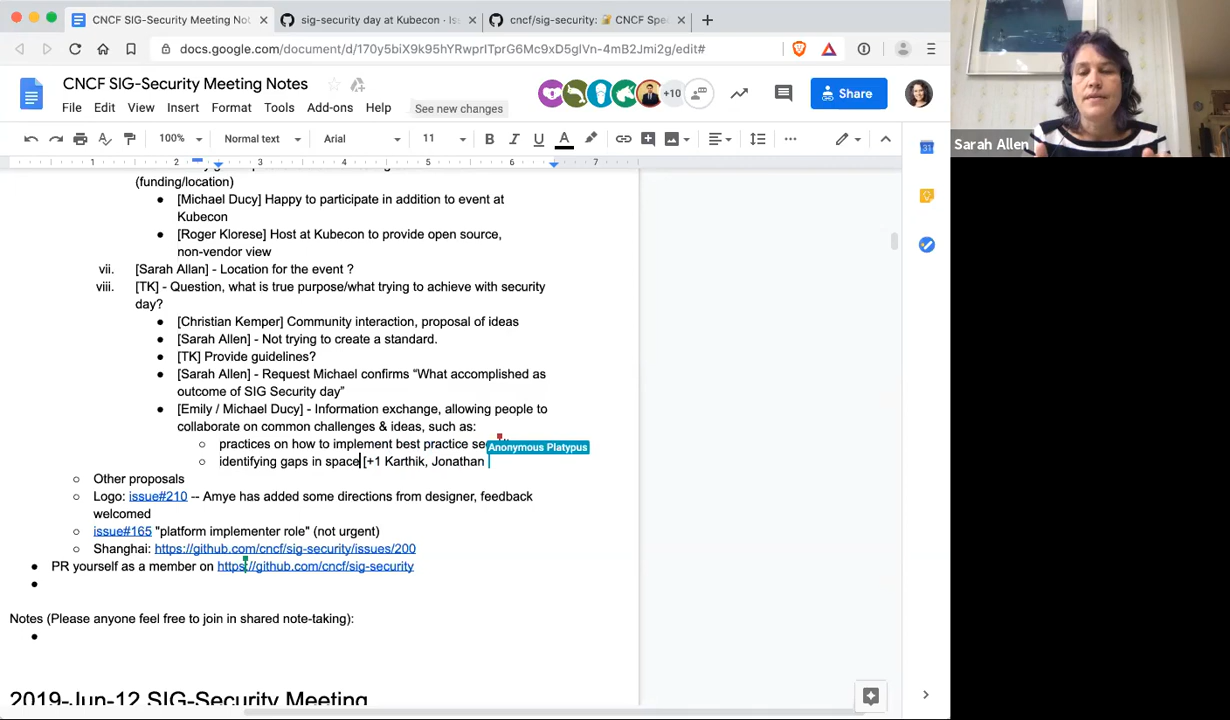 CNCF SIG-Security Meeting Not
sig-security day at Kubecon · Is
cncf/sig-security: 🔐 CNCF Spe
docs.google.com/document/d/170y5biX9k95hYRwprITprG6Mc9xD5glVn-4mB2Jmi2g/edit#
CNCF SIG-Security Meeting Notes
+10
Share
File Edit View Insert Format Tools Add-ons Help See new changes
100% Normal text Arial 11
1 2 3 4 5 6 7
(funding/location)
● [Michael Ducy] Happy to participate in addition to event at
Kubecon
● [Roger Klorese] Host at Kubecon to provide open source,
non-vendor view
vii. [Sarah Allan] - Location for the event ?
viii. [TK] - Question, what is true purpose/what trying to achieve with security
day?
● [Christian Kemper] Community interaction, proposal of ideas
● [Sarah Allen] - Not trying to create a standard.
● [TK] Provide guidelines?
● [Sarah Allen] - Request Michael confirms “What accomplished as
outcome of SIG Security day”
● [Emily / Michael Ducy] - Information exchange, allowing people to
collaborate on common challenges & ideas, such as:
○ practices on how to implement best practice se
Anonymous Platypus
○ identifying gaps in space [+1 Karthik, Jonathan
○ Other proposals
○ Logo: issue#210 -- Amye has added some directions from designer, feedback
welcomed
○ issue#165 "platform implementer role" (not urgent)
○ Shanghai: https://github.com/cncf/sig-security/issues/200
● PR yourself as a member on https://github.com/cncf/sig-security
●
Notes (Please anyone feel free to join in shared note-taking):
●
2019-Jun-12 SIG-Security Meeting
Sarah Allen
31